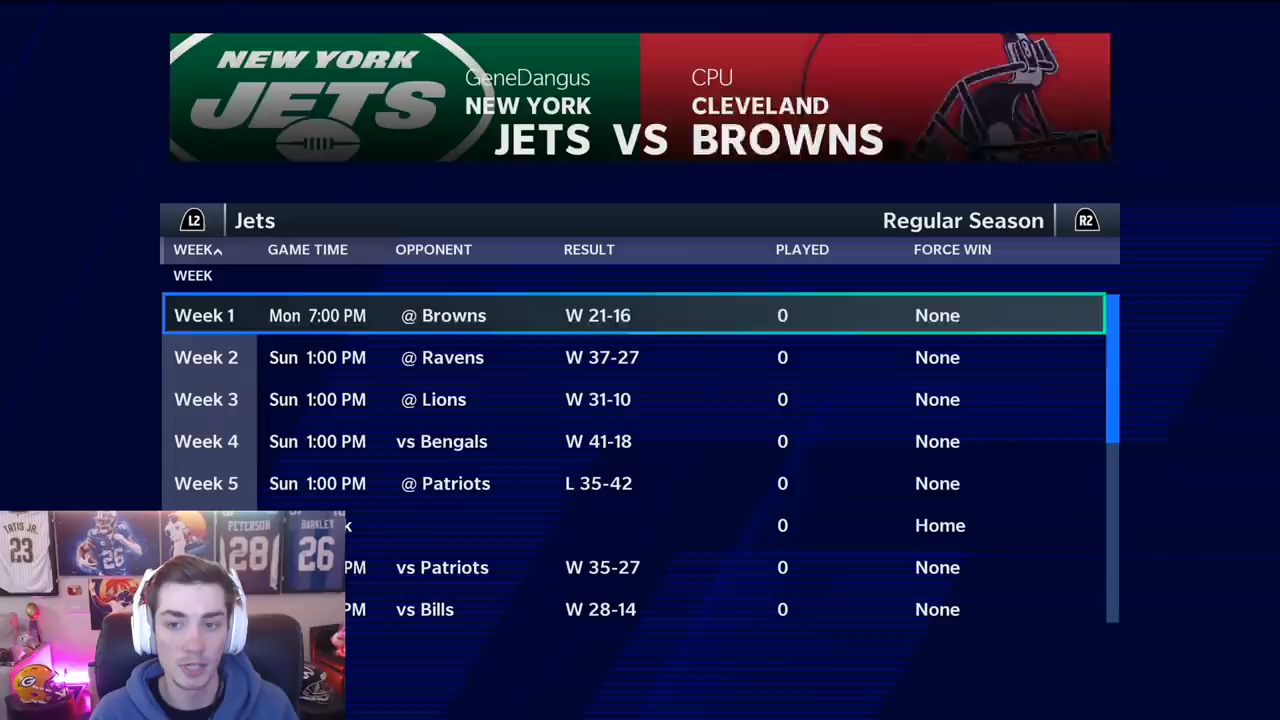 NEW YORK
JETS
GeneDangus
NEW YORK
JETS
VS
CPU
CLEVELAND
BROWNS
L2 Jets Regular Season R2
WEEK GAME TIME OPPONENT RESULT PLAYED FORCE WIN
WEEK
Week 1 Mon 7:00 PM @ Browns W 21-16 0 None
Week 2 Sun 1:00 PM @ Ravens W 37-27 0 None
Week 3 Sun 1:00 PM @ Lions W 31-10 0 None
Week 4 Sun 1:00 PM vs Bengals W 41-18 0 None
Week 5 Sun 1:00 PM @ Patriots L 35-42 0 None
k 0 Home
PM vs Patriots W 35-27 0 None
PM vs Bills W 28-14 0 None
TATIS JR.
23
26
PETERSON
28
BARKLEY
26
G